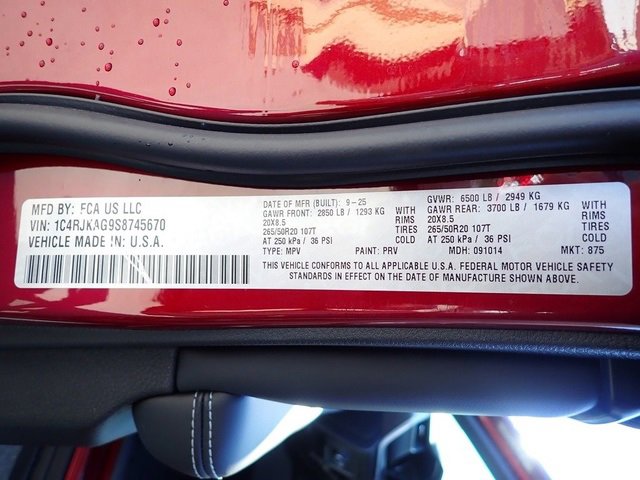 MFD BY: FCA US LLC
VIN: 1C4RJKAG9S8745670
VEHICLE MADE IN U.S.A.
DATE OF MFR (BUILT): 9-25
GAWR FRONT: 2850 LB / 1293 KG WITH
20X8.5 RIMS
265/50R20 107T TIRES
AT 250 kPa / 36 PSI COLD
TYPE: MPV PAINT: PRV
GVWR: 6500 LB / 2949 KG
GAWR REAR: 3700 LB / 1679 KG WITH
20X8.5 RIMS
265/50R20 107T TIRES
AT 250 kPa / 36 PSI COLD
MDH: 091014 MKT: 875
THIS VEHICLE CONFORMS TO ALL APPLICABLE U.S.A. FEDERAL MOTOR VEHICLE SAFETY
STANDARDS IN EFFECT ON THE DATE OF MANUFACTURE SHOWN ABOVE.